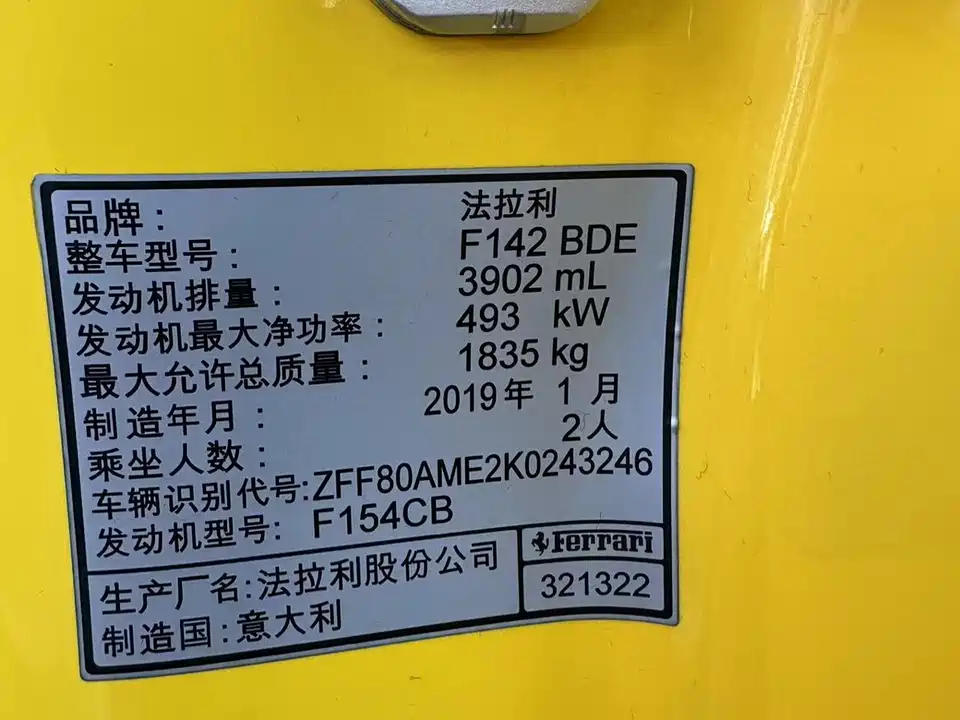 品牌： 法拉利
整车型号： F142 BDE
发动机排量： 3902 mL
发动机最大净功率： 493 kW
最大允许总质量： 1835 kg
制造年月： 2019年 1月
乘坐人数： 2人
车辆识别代号:ZFF80AME2K0243246
发动机型号: F154CB
生产厂名:法拉利股份公司
制造国:意大利
Ferrari
321322